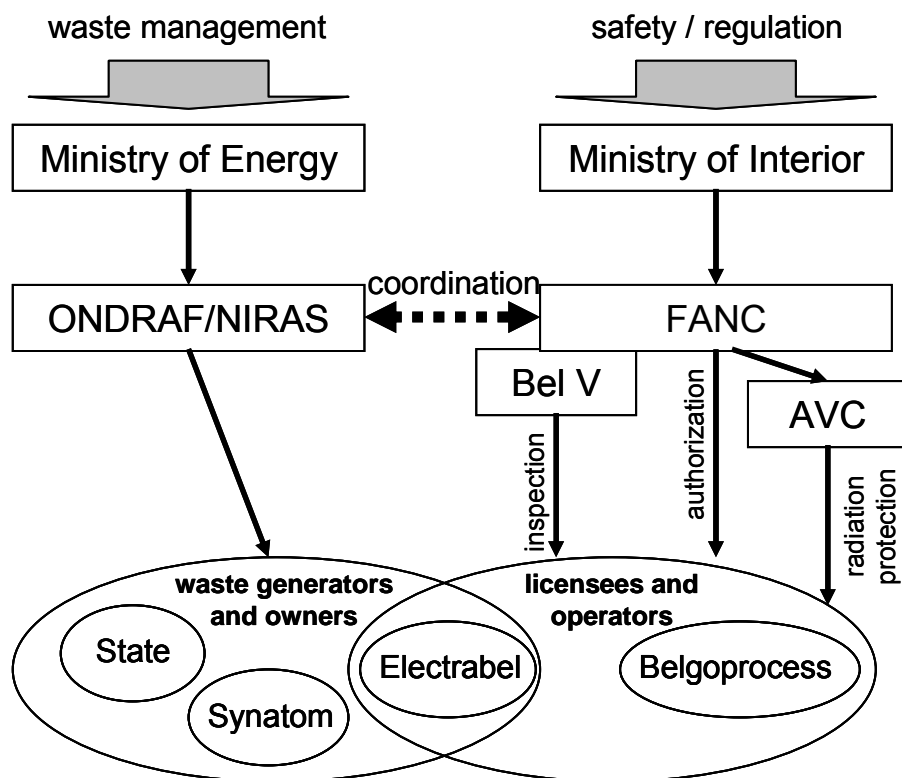 waste management
safety / regulation
Ministry of Energy
Ministry of Interior
coordination
ONDRAF/NIRAS
FANC
Bel V
AVC
inspection
authorization
radiation
protection
waste generators
and owners
licensees and
operators
State
Electrabel
Belgoprocess
Synatom